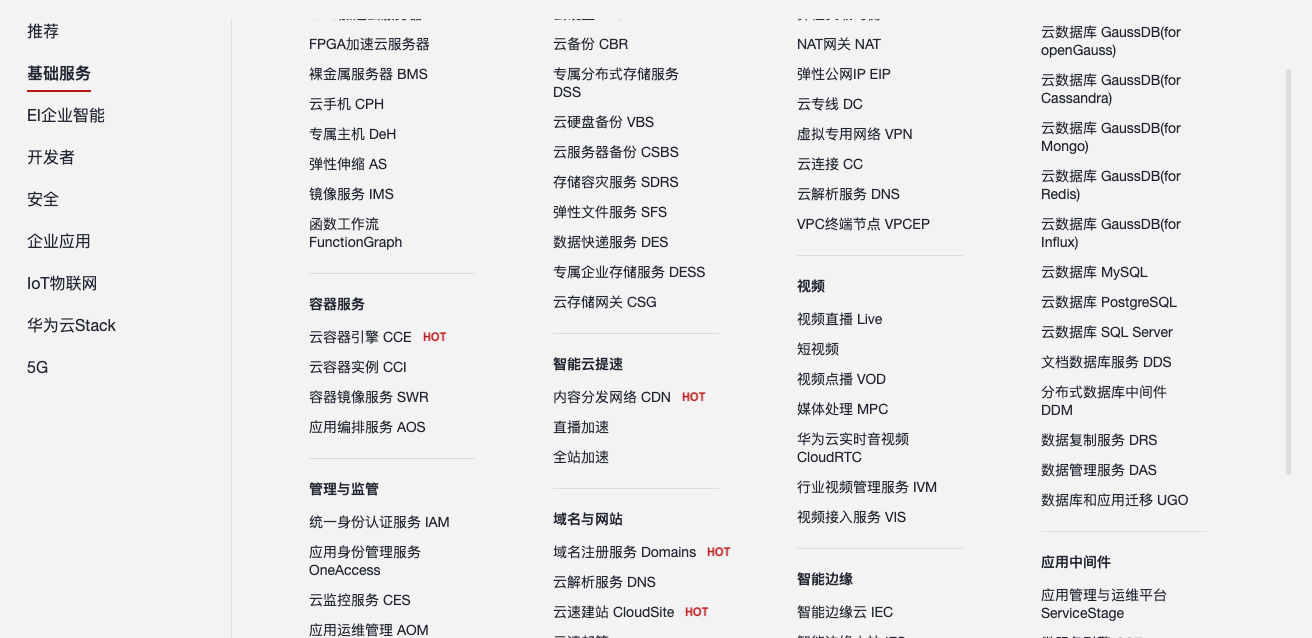 推荐
基础服务
EI企业智能
开发者
安全
企业应用
IoT物联网
华为云Stack
5G
FPGA加速云服务器
裸金属服务器 BMS
云手机 CPH
专属主机 DeH
弹性伸缩 AS
镜像服务 IMS
函数工作流
FunctionGraph
容器服务
云容器引擎 CCE HOT
云容器实例 CCI
容器镜像服务 SWR
应用编排服务 AOS
管理与监管
统一身份认证服务 IAM
应用身份管理服务
OneAccess
云监控服务 CES
应用运维管理 AOM
云备份 CBR
专属分布式存储服务
DSS
云硬盘备份 VBS
云服务器备份 CSBS
存储容灾服务 SDRS
弹性文件服务 SFS
数据快递服务 DES
专属企业存储服务 DESS
云存储网关 CSG
智能云提速
内容分发网络 CDN HOT
直播加速
全站加速
域名与网站
域名注册服务 Domains HOT
云解析服务 DNS
云速建站 CloudSite HOT
NAT网关 NAT
弹性公网IP EIP
云专线 DC
虚拟专用网络 VPN
云连接 CC
云解析服务 DNS
VPC终端节点 VPCEP
视频
视频直播 Live
短视频
视频点播 VOD
媒体处理 MPC
华为云实时音视频
CloudRTC
行业视频管理服务 IVM
视频接入服务 VIS
智能边缘
智能边缘云 IEC
云数据库 GaussDB(for
openGauss)
云数据库 GaussDB(for
Cassandra)
云数据库 GaussDB(for
Mongo)
云数据库 GaussDB(for
Redis)
云数据库 GaussDB(for
Influx)
云数据库 MySQL
云数据库 PostgreSQL
云数据库 SQL Server
文档数据库服务 DDS
分布式数据库中间件
DDM
数据复制服务 DRS
数据管理服务 DAS
数据库和应用迁移 UGO
应用中间件
应用管理与运维平台
ServiceStage